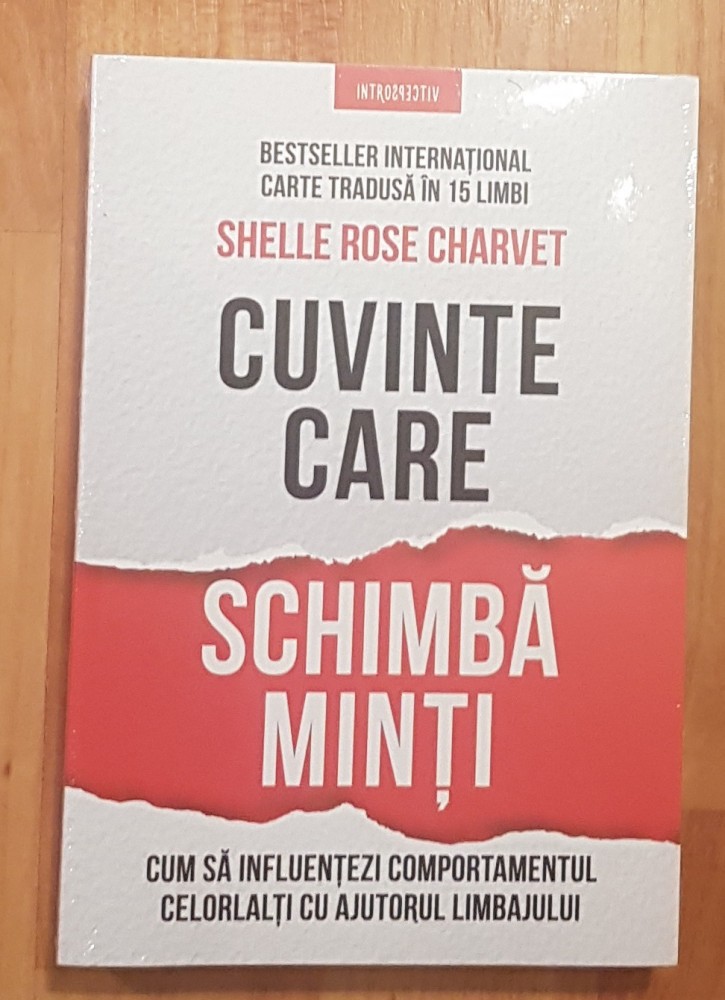 INTROSPECTIV
BESTSELLER INTERNAȚIONAL
CARTE TRADUSĂ ÎN 15 LIMBI
SHELLE ROSE CHARVET
CUVINTE
CARE
SCHIMBĂ
MINȚI
CUM SĂ INFLUENȚEZI COMPORTAMENTUL
CELORLALȚI CU AJUTORUL LIMBAJULUI